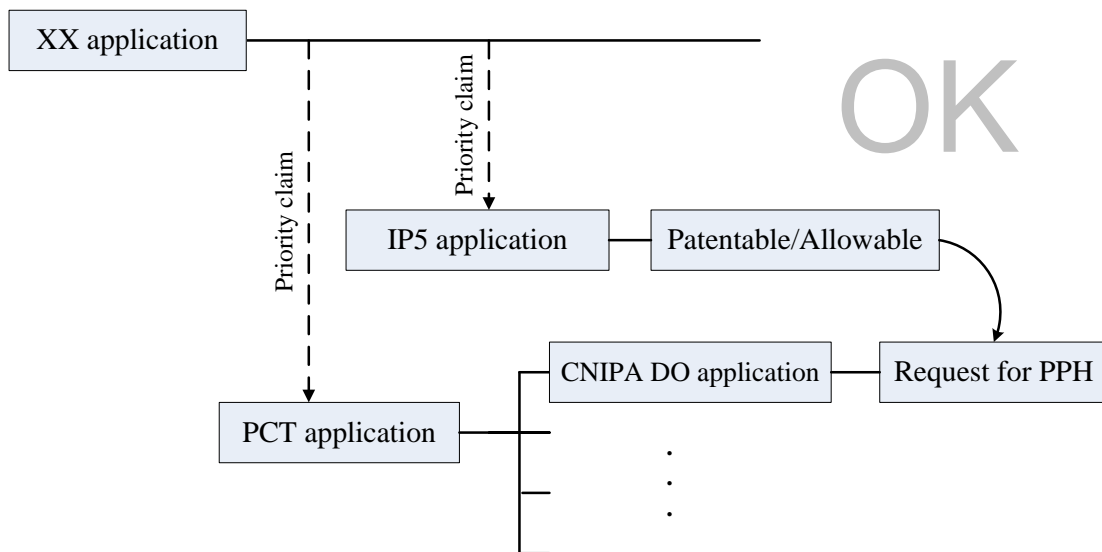 XX application
OK
Priority claim
Priority claim
IP5 application
Patentable/Allowable
CNIPA DO application
Request for PPH
PCT application